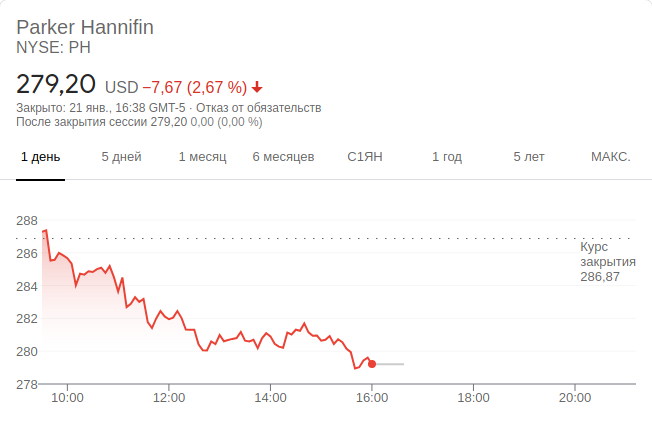 Parker Hannifin
NYSE: PH
279,20 USD −7,67 (2,67 %)
Закрыто: 21 янв., 16:38 GMT-5 · Отказ от обязательств
После закрытия сессии 279,20 0,00 (0,00 %)
1 день 5 дней 1 месяц 6 месяцев С1ЯН 1 год 5 лет МАКС.
288
286
284
282
280
278
Курс
закрытия
286,87
10:00 12:00 14:00 16:00 18:00 20:00